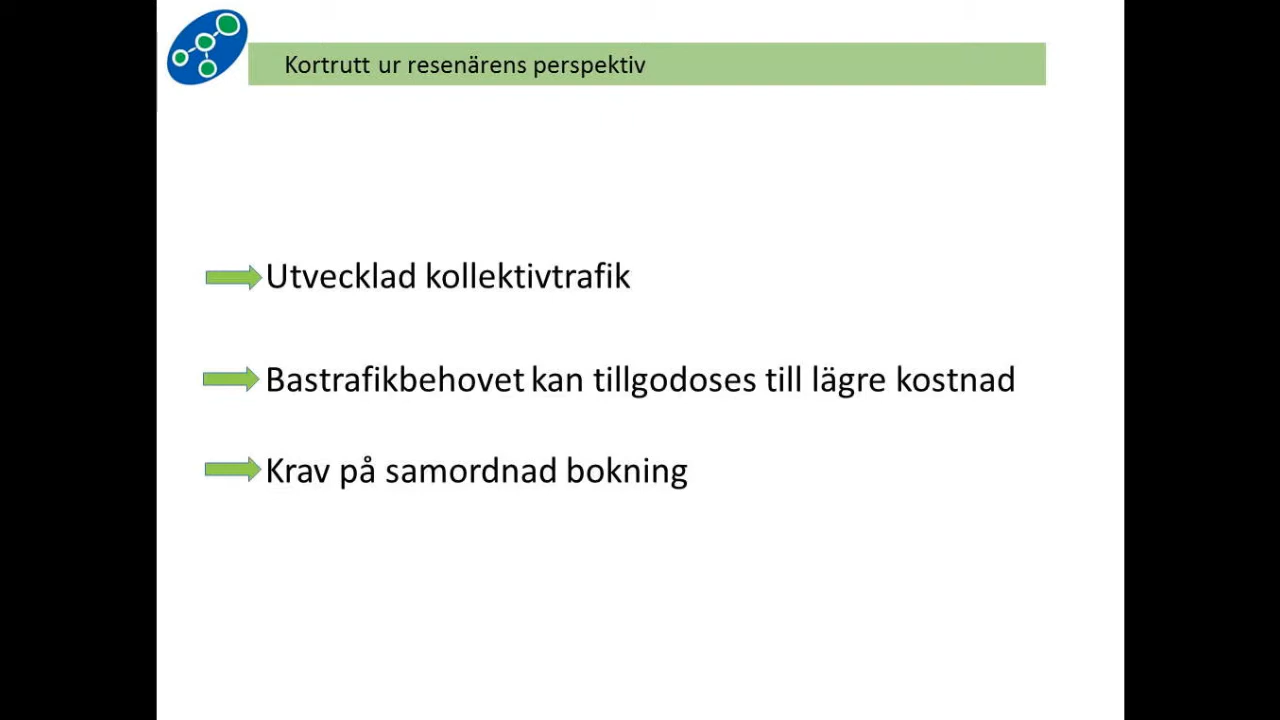 Kortrutt ur resenärens perspektiv
Utvecklad kollektivtrafik
Bastrafikbehovet kan tillgodoses till lägre kostnad
Krav på samordnad bokning